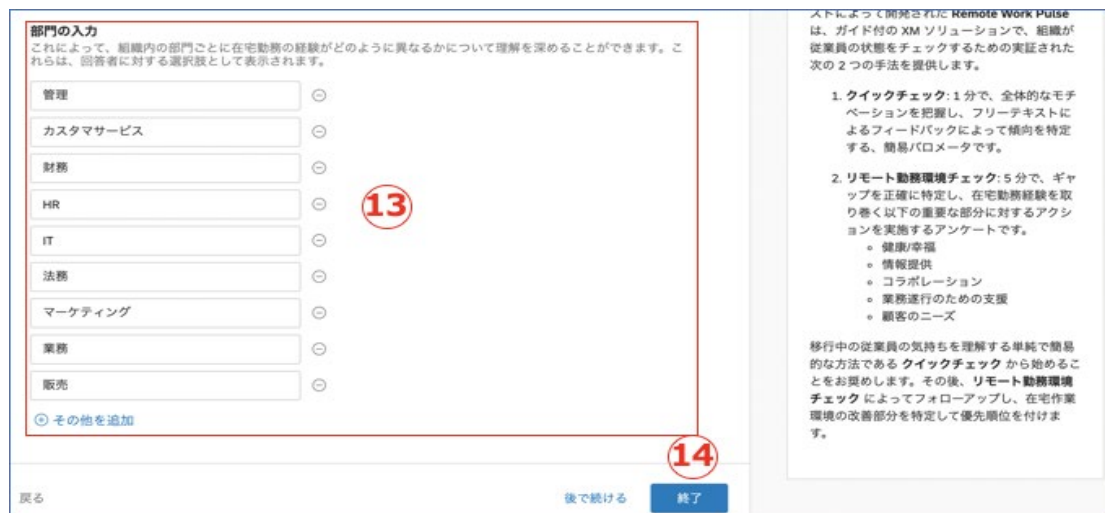 部門の入力
これによって、組織内の部門ごとに在宅勤務の経験がどのように異なるかについて理解を深めることができます。こ
れらは、回答者に対する選択肢として表示されます。
管理
カスタマサービス
財務
HR
IT
法務
マーケティング
業務
販売
その他を追加
13
14
戻る
後で続ける
終了
ストによって開発された Remote Work Pulse
は、ガイド付の XM ソリューションで、組織が
従業員の状態をチェックするための実証された
次の 2 つの手法を提供します。
1. クイックチェック: 1 分で、全体的なモチ
ベーションを把握し、フリーテキストに
よるフィードバックによって傾向を特定
する、簡易バロメータです。
2. リモート勤務環境チェック: 5 分で、ギャ
ップを正確に特定し、在宅勤務経験を取
り巻く以下の重要な部分に対するアクシ
ョンを実施するアンケートです。
健康/幸福
情報提供
コラボレーション
業務遂行のための支援
顧客のニーズ
移行中の従業員の気持ちを理解する単純で簡易
的な方法である クイックチェック から始めるこ
とをお奨めします。その後、リモート勤務環境
チェック によってフォローアップし、在宅作業
環境の改善部分を特定して優先順位を付けま
す。